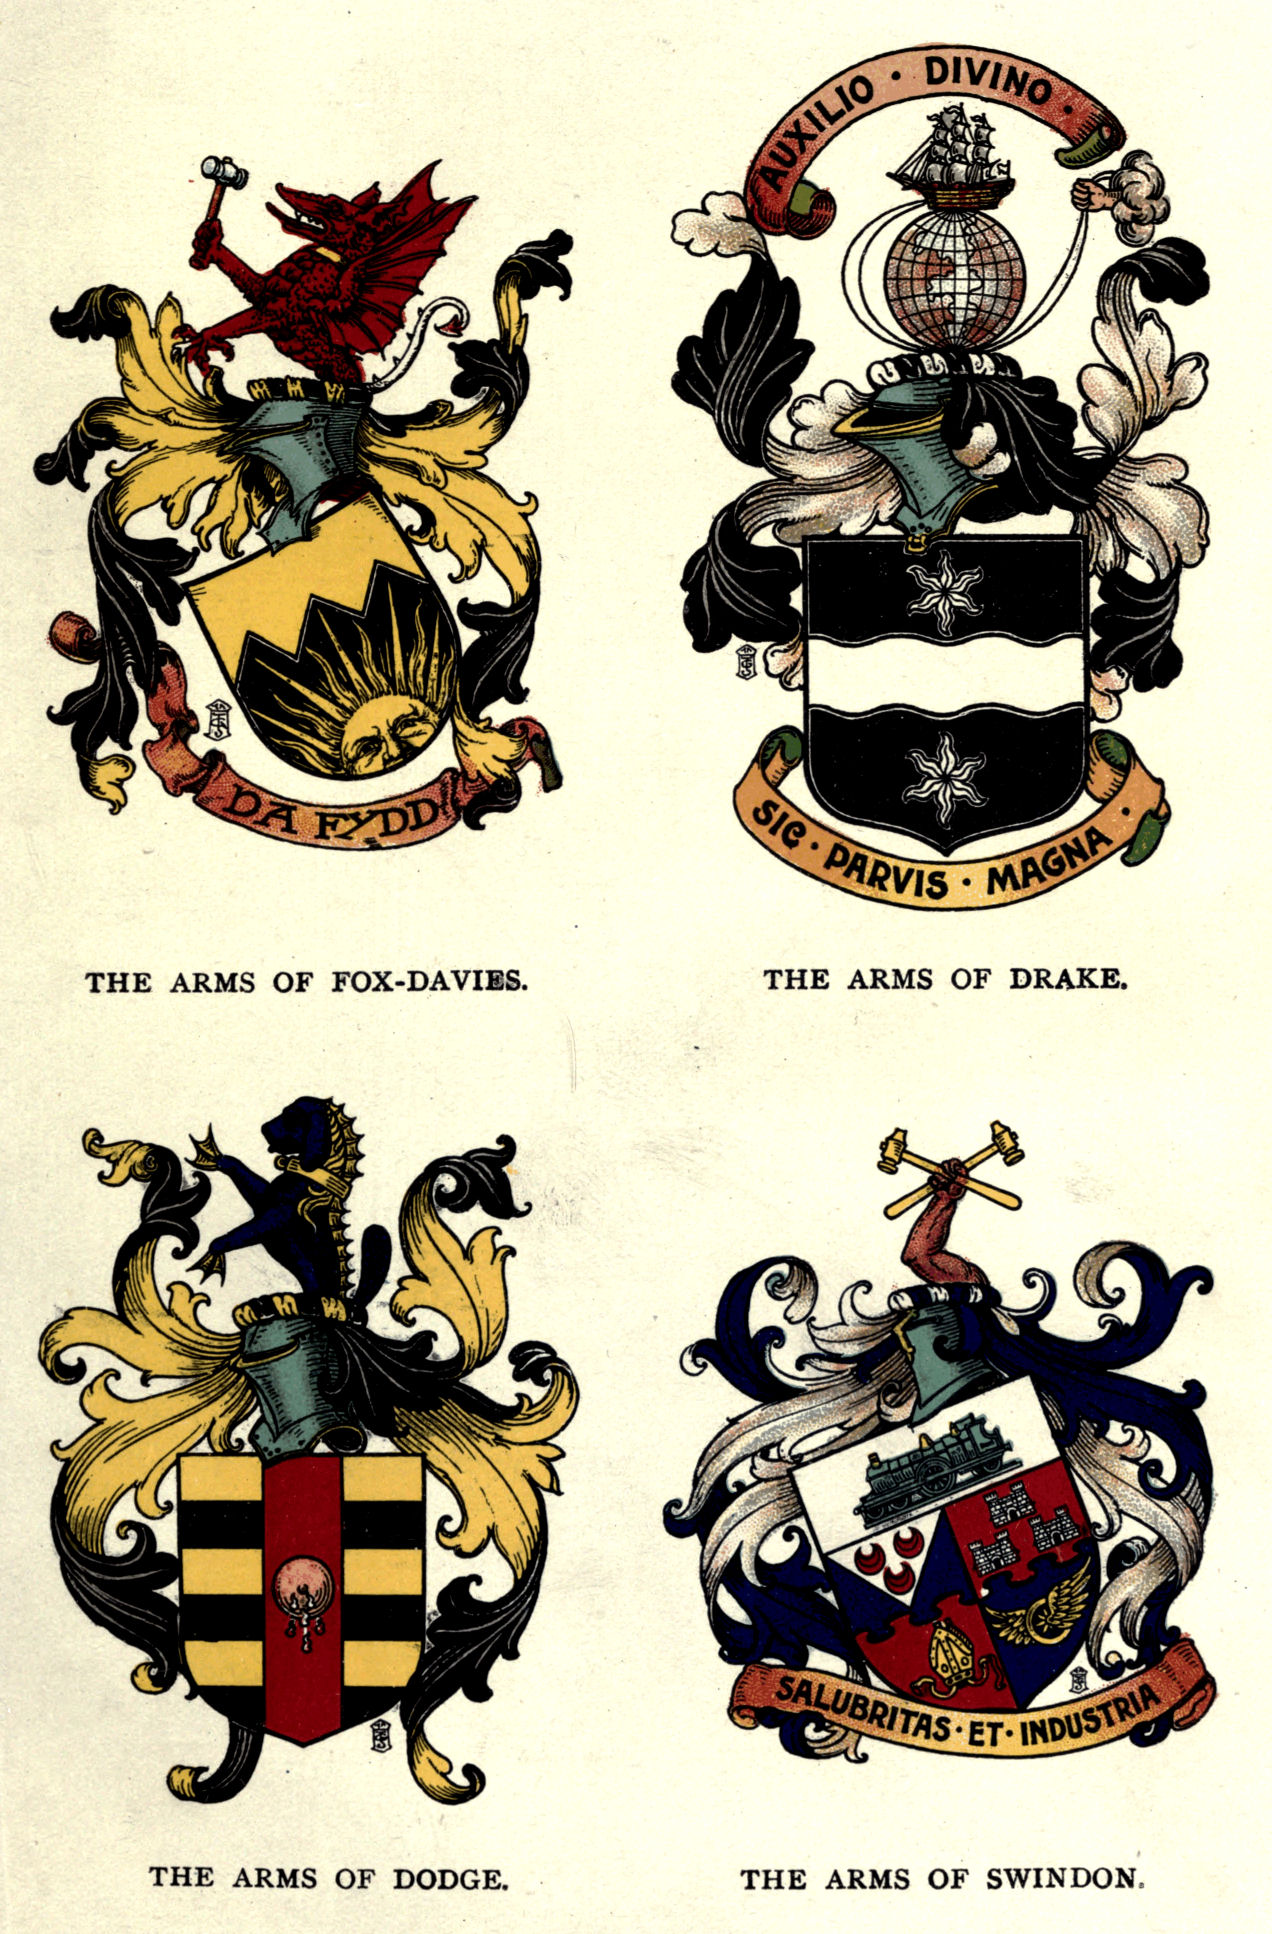 AUXILIO · DIVINO ·
DA FYDD
SIC · PARVIS · MAGNA ·
THE ARMS OF FOX-DAVIES.
THE ARMS OF DRAKE.
SALUBRITAS · ET · INDUSTRIA
THE ARMS OF DODGE.
THE ARMS OF SWINDON.